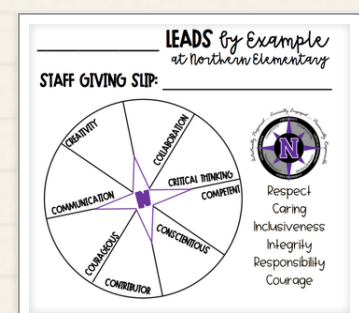 LEADS by Example
at Northern Elementary
STAFF GIVING SLIP:
CREATIVITY
COLLABORATION
CRITICAL THINKING
COMPETENT
COMMUNICATION
CONSCIENTIOUS
COURAGEOUS
CONTRIBUTOR
N
N
Respect
Caring
Inclusiveness
Integrity
Responsibility
Courage